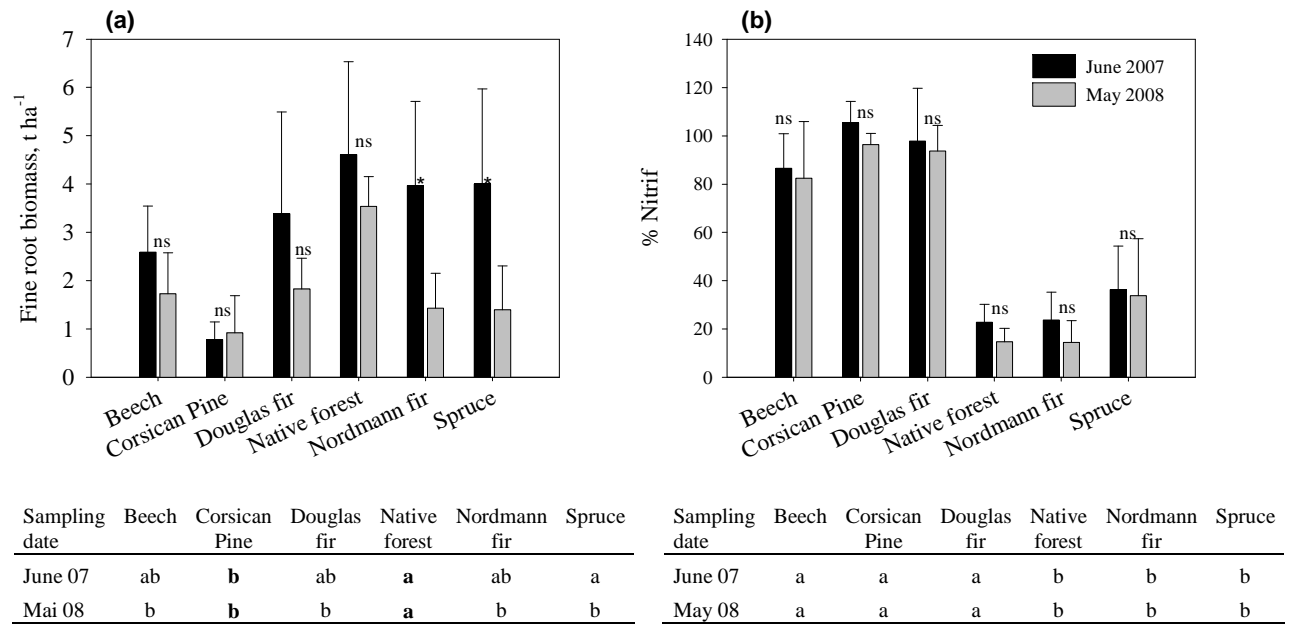 (a)
7
6
5
4
3
2
1
0
Fine root biomass, t ha⁻¹
ns
ns
ns
ns
*
*
Beech
Corsican Pine
Douglas fir
Native forest
Nordmann fir
Spruce
(b)
140
120
100
80
60
40
20
0
% Nitrif
June 2007
May 2008
ns
ns
ns
ns
ns
ns
Beech
Corsican Pine
Douglas fir
Native forest
Nordmann fir
Spruce
Sampling Beech Corsican Douglas Native Nordmann Spruce
date Pine fir forest fir
June 07 ab b ab a ab a
Mai 08 b b b a b b
Sampling Beech Corsican Douglas Native Nordmann Spruce
date Pine fir forest fir
June 07 a a a b b b
May 08 a a a b b b